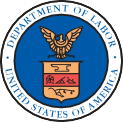 DEPARTMENT OF LABOR
UNITED STATES OF AMERICA